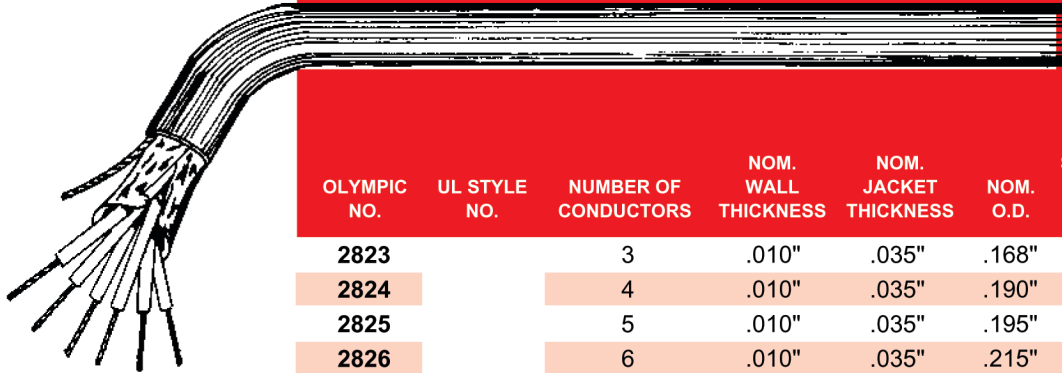 OLYMPIC NO. UL STYLE NO. NUMBER OF CONDUCTORS NOM. WALL THICKNESS NOM. JACKET THICKNESS NOM. O.D.
2823 3 .010" .035" .168"
2824 4 .010" .035" .190"
2825 5 .010" .035" .195"
2826 6 .010" .035" .215"